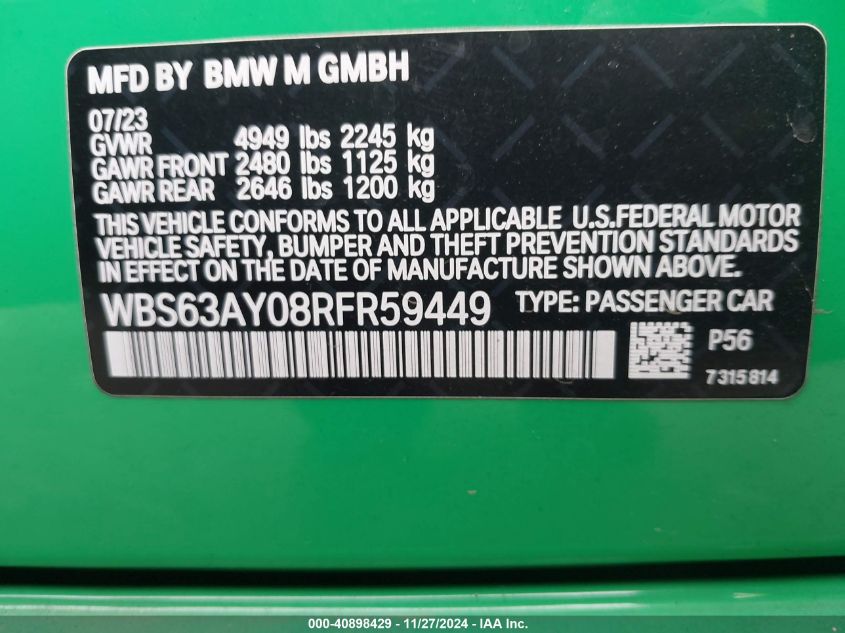 MFD BY BMW M GMBH
07/23
GVWR 4949 lbs 2245 kg
GAWR FRONT 2480 lbs 1125 kg
GAWR REAR 2646 lbs 1200 kg
THIS VEHICLE CONFORMS TO ALL APPLICABLE U.S.FEDERAL MOTOR
VEHICLE SAFETY, BUMPER AND THEFT PREVENTION STANDARDS
IN EFFECT ON THE DATE OF MANUFACTURE SHOWN ABOVE.
WBS63AY08RFR59449 TYPE: PASSENGER CAR
P56
7315814
000-40898429 - 11/27/2024 - IAA Inc.